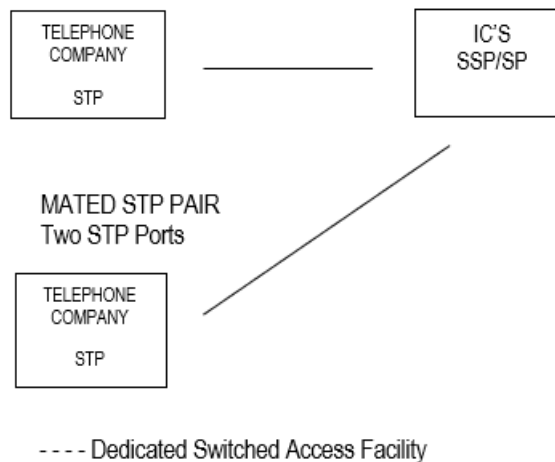 TELEPHONE
COMPANY
STP
IC'S
SSP/SP
MATED STP PAIR
Two STP Ports
TELEPHONE
COMPANY
STP
- - - - Dedicated Switched Access Facility